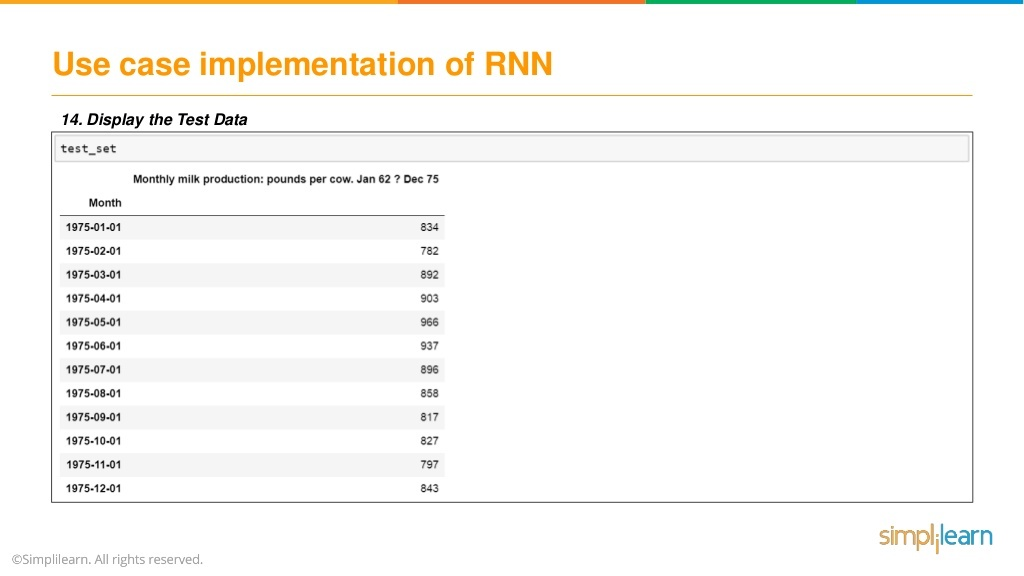 Use case implementation of RNN
14. Display the Test Data
test_set
Monthly milk production: pounds per cow. Jan 62 ? Dec 75
Month
1975-01-01 834
1975-02-01 782
1975-03-01 892
1975-04-01 903
1975-05-01 966
1975-06-01 937
1975-07-01 896
1975-08-01 858
1975-09-01 817
1975-10-01 827
1975-11-01 797
1975-12-01 843
simplilearn
©Simplilearn. All rights reserved.